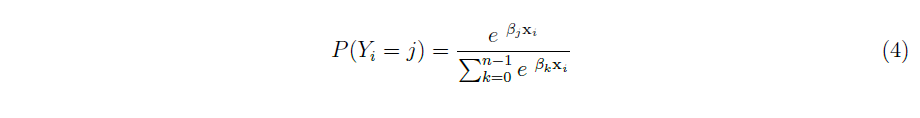 P(Y_i = j) = \frac{e^{\beta_j \mathbf{x}_i}}{\sum_{k=0}^{n-1} e^{\beta_k \mathbf{x}_i}} (4)